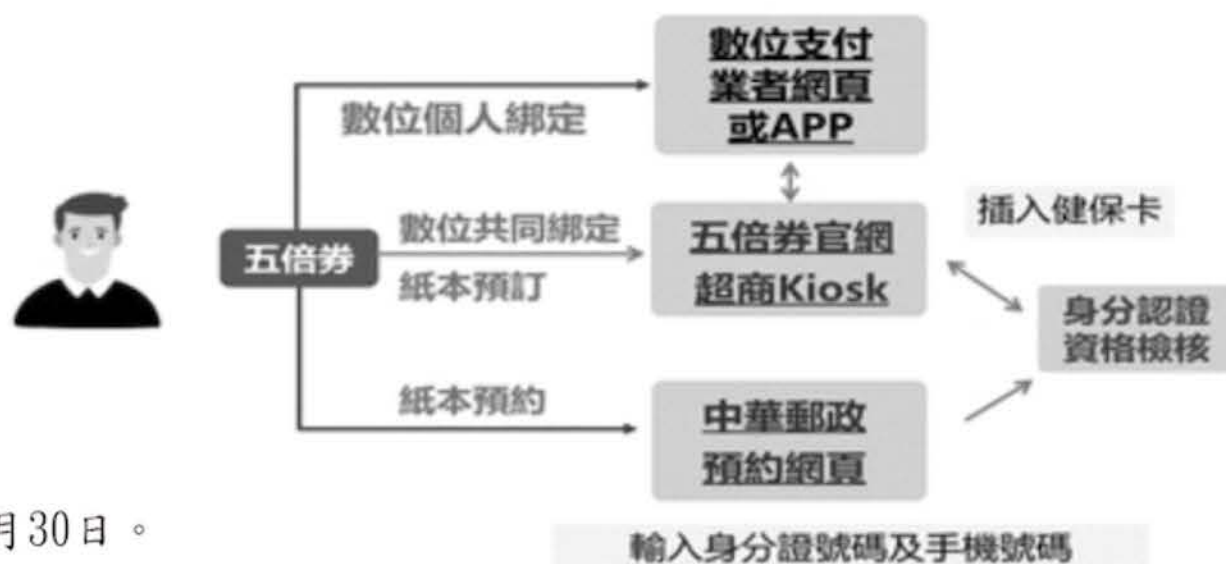 數位支付
業者網頁
或APP
數位個人綁定
插入健保卡
數位共同綁定
五倍券官網
五倍券
紙本預訂
超商Kiosk
身分認證
資格檢核
紙本預約
中華郵政
預約網頁
月30日。
輸入身分證號碼及手機號碼